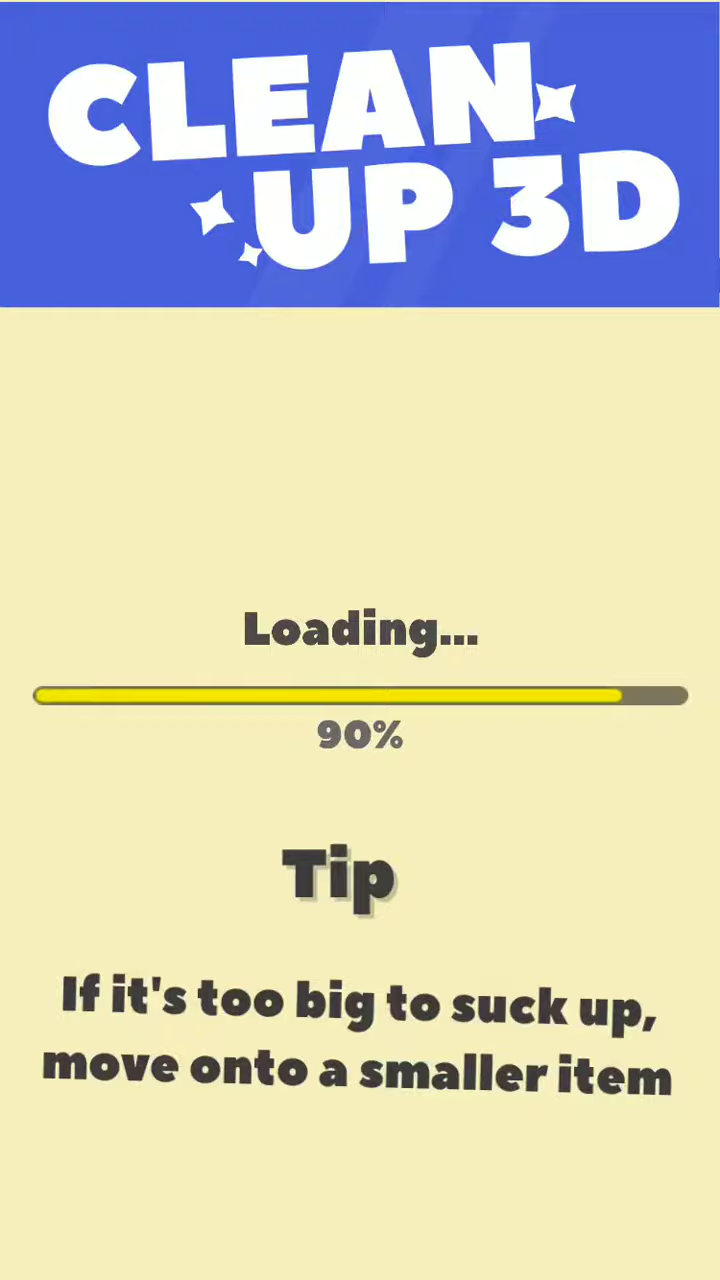 CLEAN
UP 3D
Loading...
90%
Tip
If it's too big to suck up,
move onto a smaller item